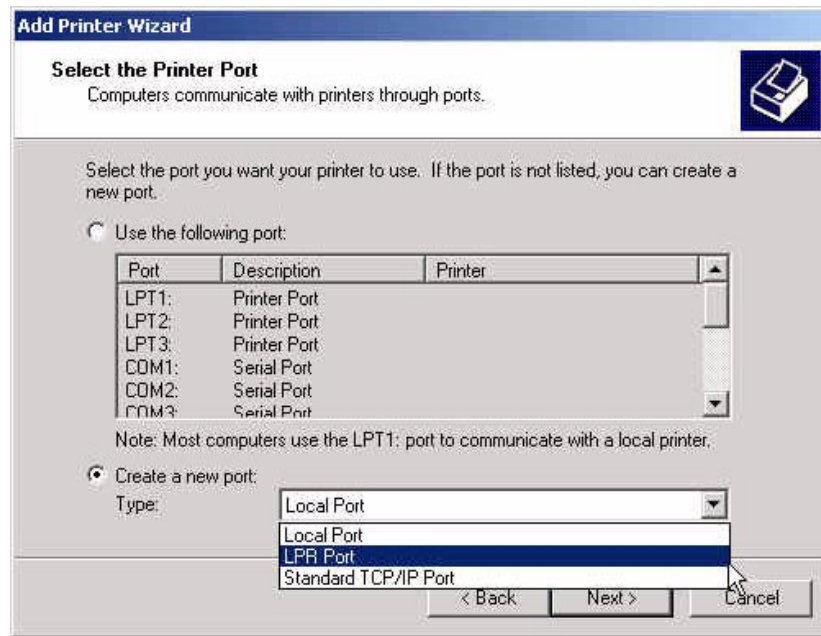 Add Printer Wizard
Select the Printer Port
Computers communicate with printers through ports.
Select the port you want your printer to use. If the port is not listed, you can create a
new port.
Use the following port:
Port Description Printer
LPT1: Printer Port
LPT2: Printer Port
LPT3: Printer Port
COM1: Serial Port
COM2: Serial Port
COM3: Serial Port
Note: Most computers use the LPT1: port to communicate with a local printer.
Create a new port:
Type: Local Port
Local Port
LPR Port
Standard TCP/IP Port
< Back Next > Cancel